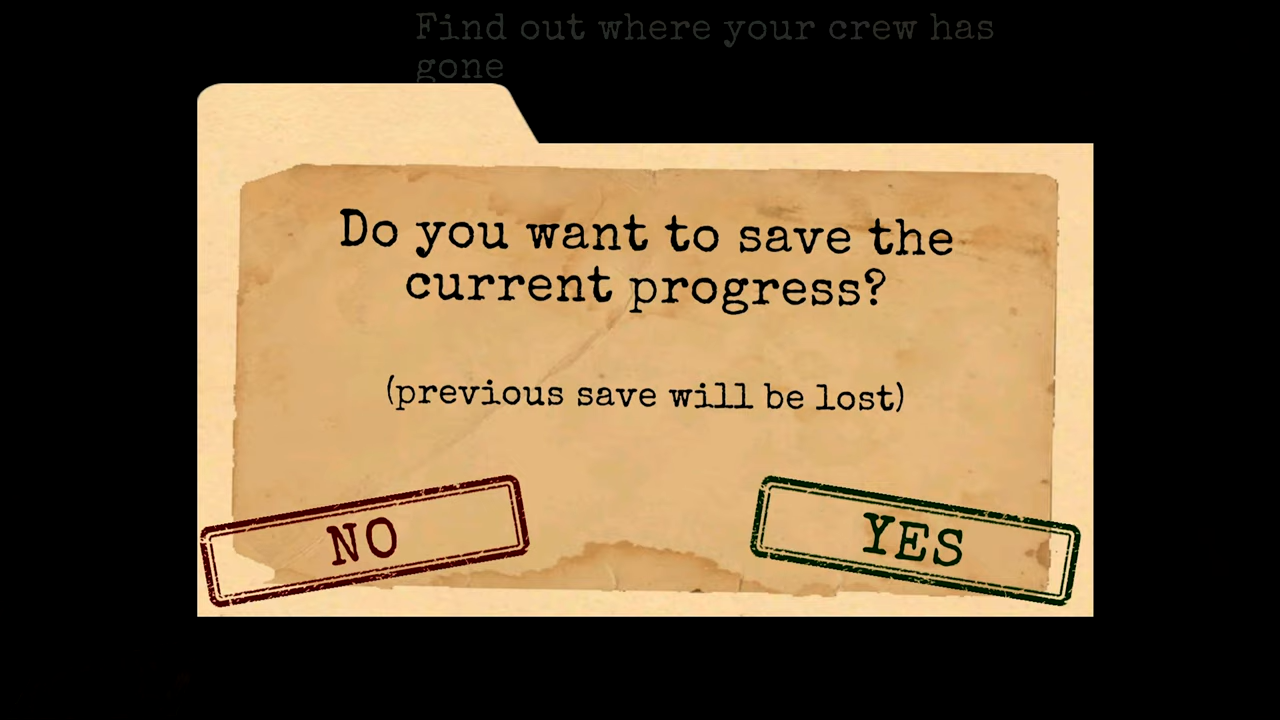 Find out where your crew has
gone
Do you want to save the
current progress?
(previous save will be lost)
NO
YES